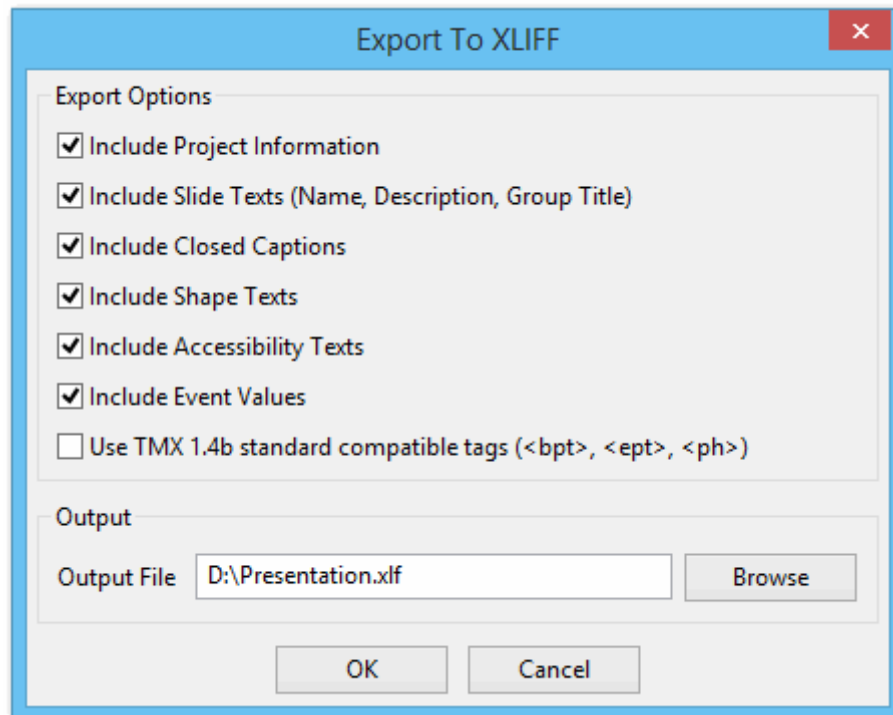 Export To XLIFF
Export Options
Include Project Information
Include Slide Texts (Name, Description, Group Title)
Include Closed Captions
Include Shape Texts
Include Accessibility Texts
Include Event Values
Use TMX 1.4b standard compatible tags (<bpt>, <ept>, <ph>)
Output
Output File D:\Presentation.xlf Browse
OK Cancel